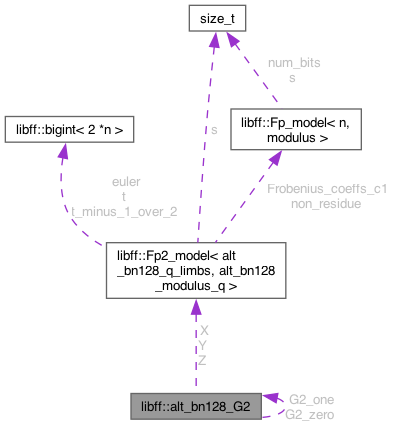 size_t
num_bits
s
s
libff::bigint< 2 *n >
libff::Fp_model< n,
modulus >
euler
t
t_minus_1_over_2
Frobenius_coeffs_c1
non_residue
libff::Fp2_model< alt
_bn128_q_limbs, alt_bn128
_modulus_q >
X
Y
Z
libff::alt_bn128_G2
G2_one
G2_zero